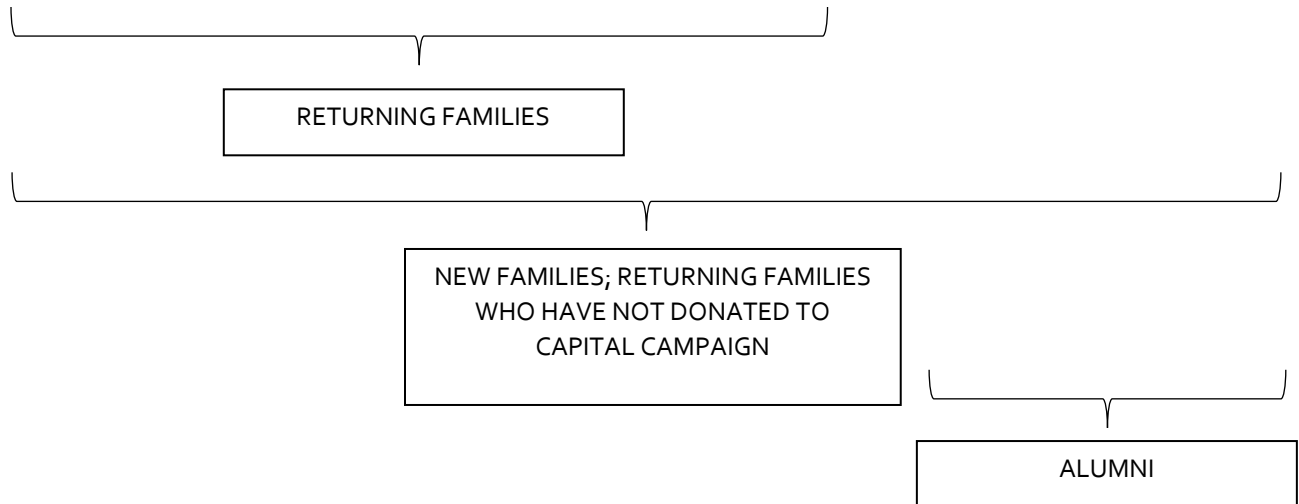 RETURNING FAMILIES
NEW FAMILIES; RETURNING FAMILIES
WHO HAVE NOT DONATED TO
CAPITAL CAMPAIGN
ALUMNI